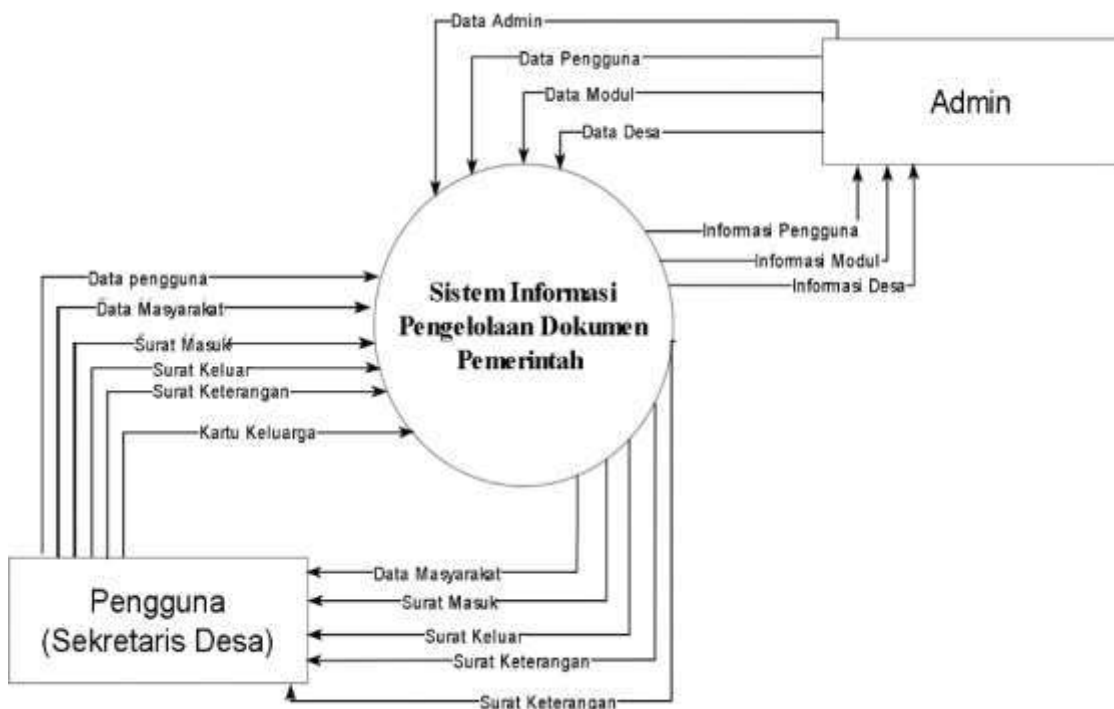 Data Admin
Data Pengguna
Data Modul
Data Desa
Admin
Informasi Pengguna
Informasi Modul
Informasi Desa
Sistem Informasi
Pengelolaan Dokumen
Pemerintah
Data pengguna
Data Masyarakat
Surat Masuk
Surat Keluar
Surat Keterangan
Kartu Keluarga
Pengguna
(Sekretaris Desa)
Data Masyarakat
Surat Masuk
Surat Keluar
Surat Keterangan
Surat Keterangan